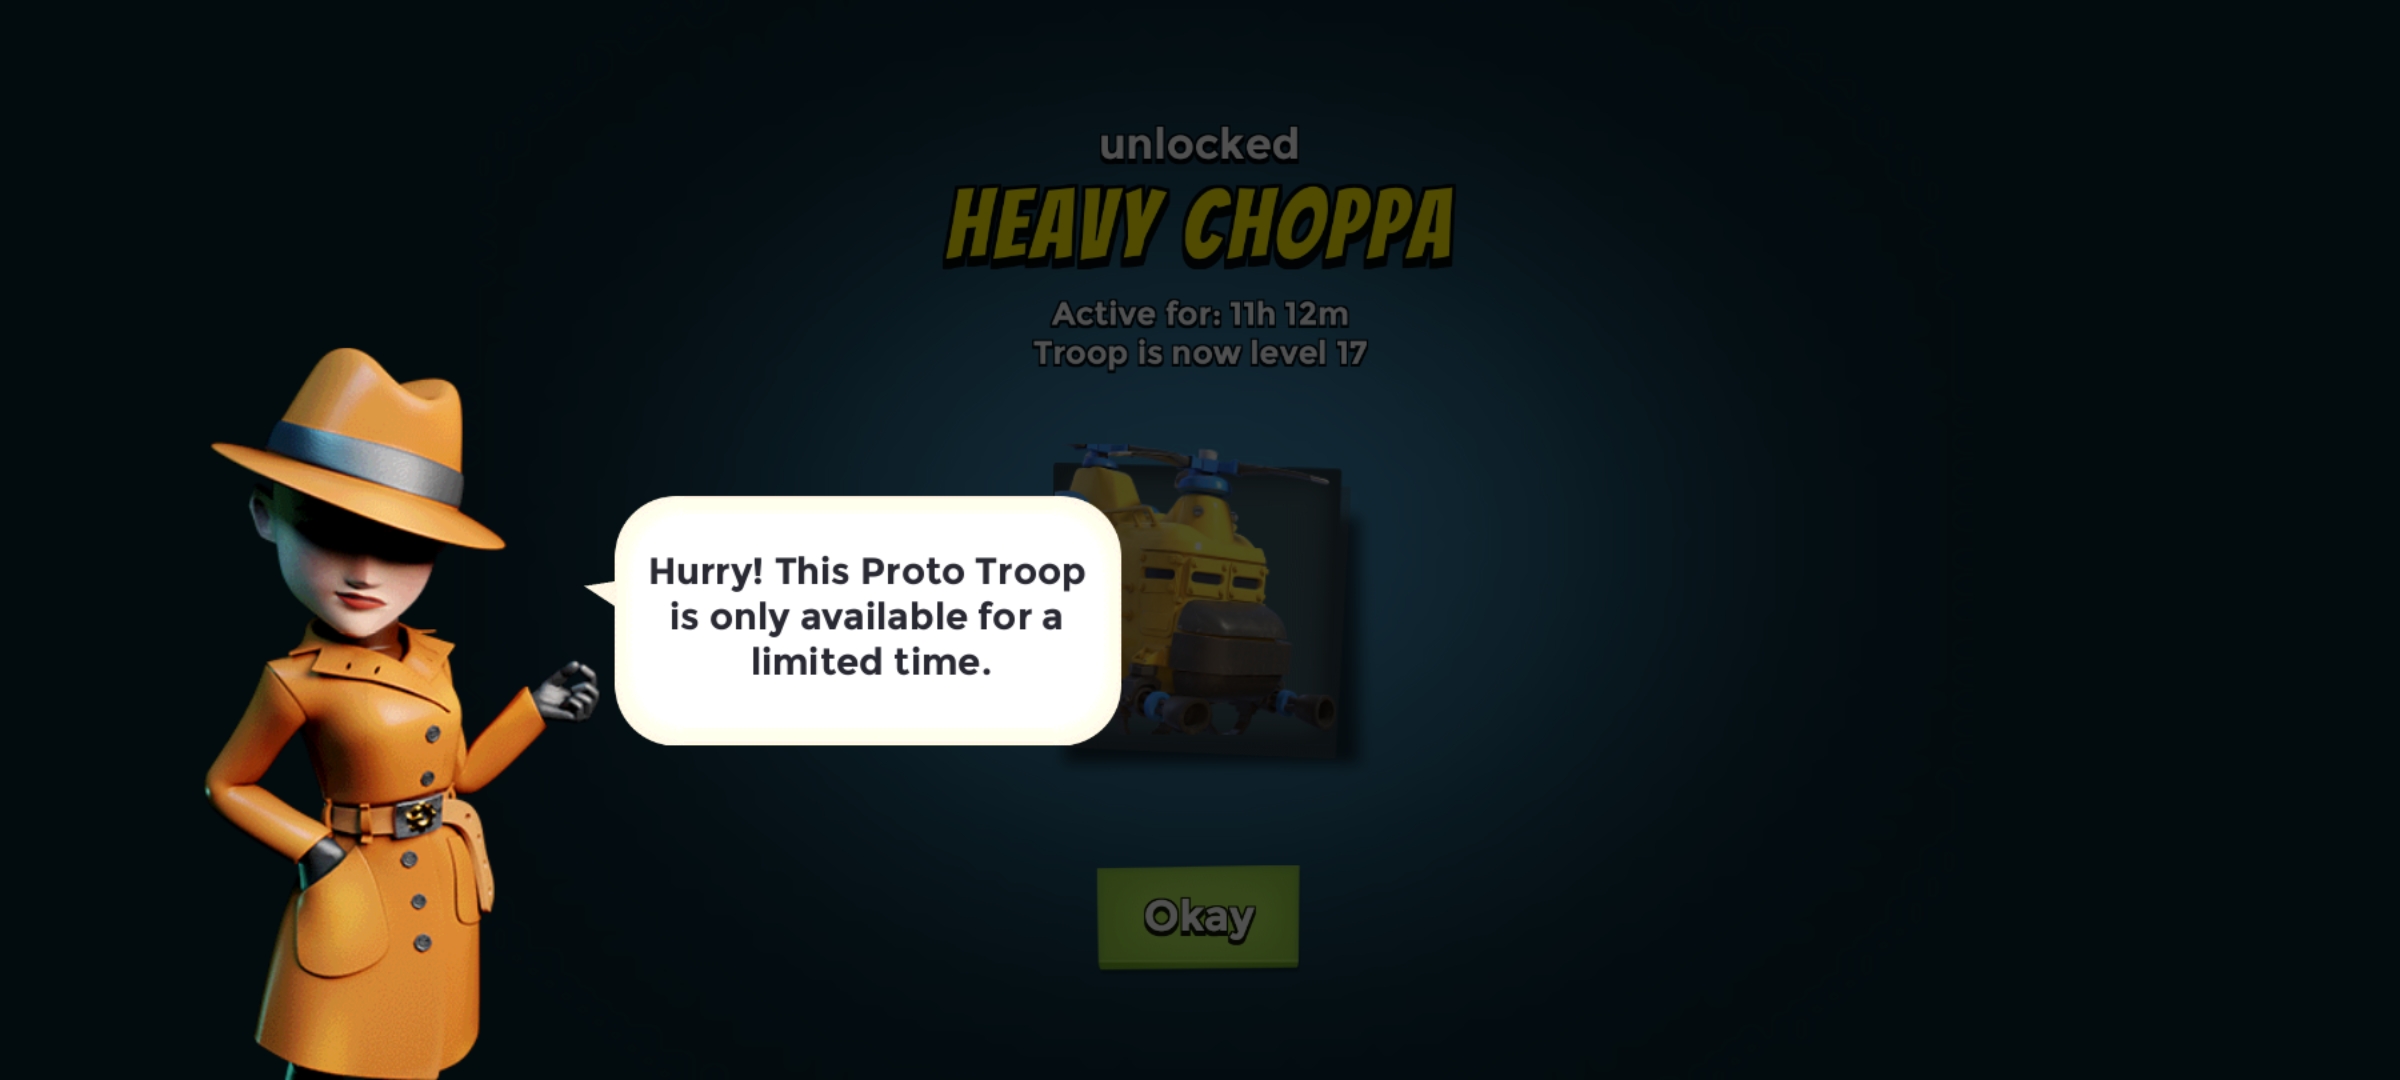 unlocked
HEAVY CHOPPA
Active for: 11h 12m
Troop is now level 17
Hurry! This Proto Troop
is only available for a
limited time.
Okay